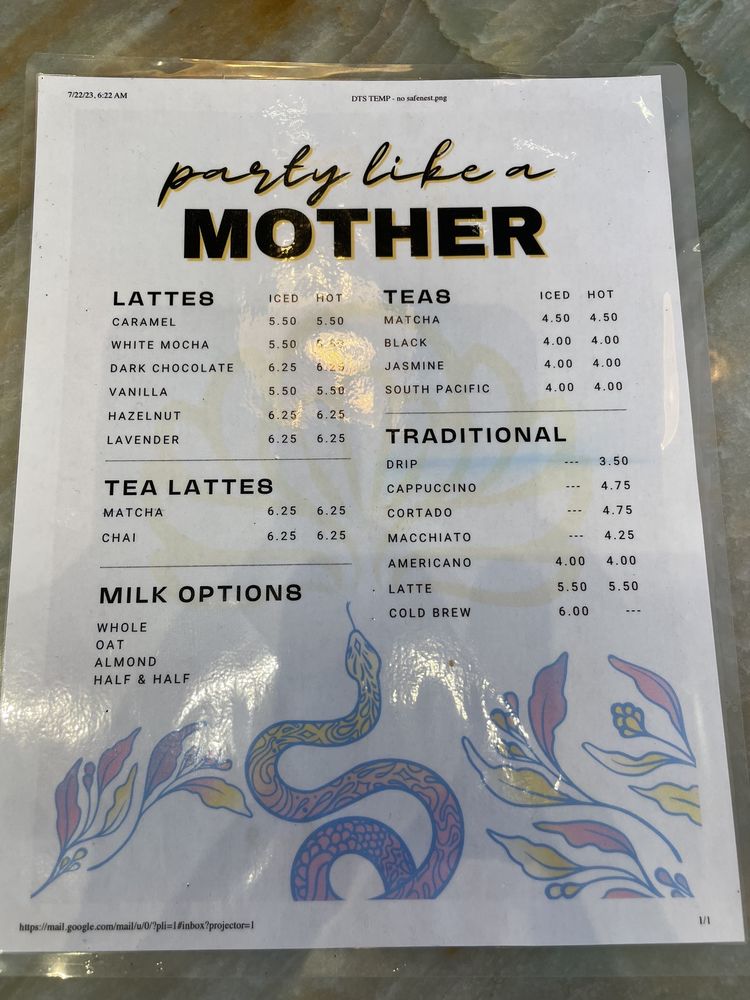 7/22/23, 6:22 AM DTS TEMP - no safenest.png
party like a
MOTHER
LATTES ICED HOT
CARAMEL 5.50 5.50
WHITE MOCHA 5.50 5.50
DARK CHOCOLATE 6.25 6.25
VANILLA 5.50 5.50
HAZELNUT 6.25 6.25
LAVENDER 6.25 6.25
TEA LATTES
MATCHA 6.25 6.25
CHAI 6.25 6.25
MILK OPTIONS
WHOLE
OAT
ALMOND
HALF & HALF
TEAS ICED HOT
MATCHA 4.50 4.50
BLACK 4.00 4.00
JASMINE 4.00 4.00
SOUTH PACIFIC 4.00 4.00
TRADITIONAL
DRIP --- 3.50
CAPPUCCINO --- 4.75
CORTADO --- 4.75
MACCHIATO --- 4.25
AMERICANO 4.00 4.00
LATTE 5.50 5.50
COLD BREW 6.00 ---
https://mail.google.com/mail/u/0/?pli=1#inbox?projector=1 1/1